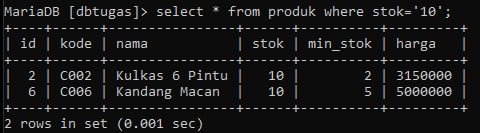 MariaDB [dbtugas]> select * from produk where stok='10';
+----+------+----------------+------+----------+---------+
| id | kode | nama           | stok | min_stok | harga   |
+----+------+----------------+------+----------+---------+
|  2 | C002 | Kulkas 6 Pintu |   10 |        2 | 3150000 |
|  6 | C006 | Kandang Macan  |   10 |        5 | 5000000 |
+----+------+----------------+------+----------+---------+
2 rows in set (0.001 sec)